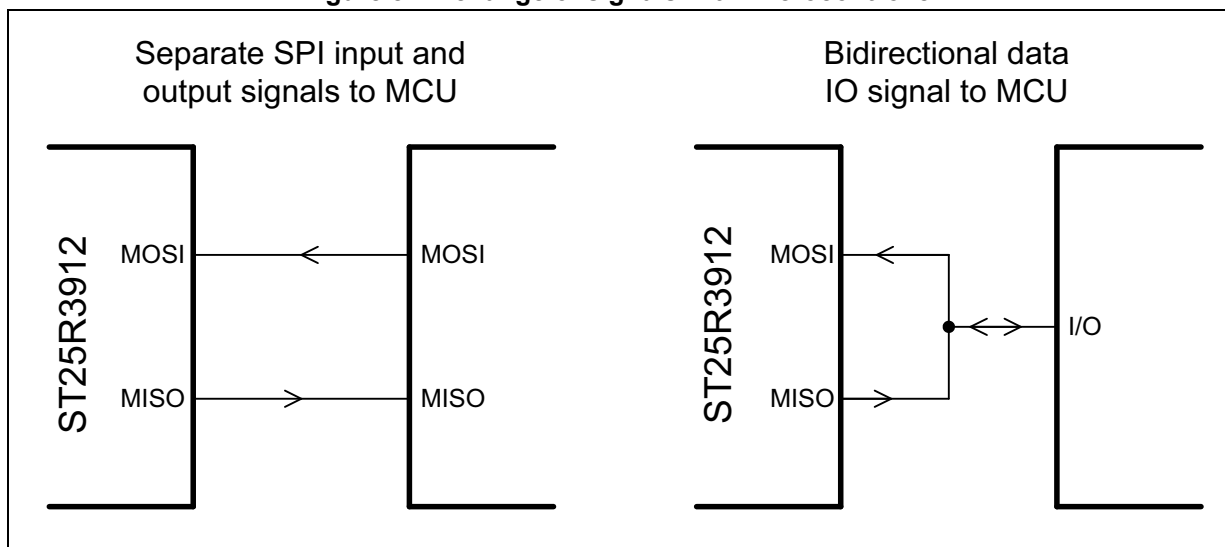 Separate SPI input and
output signals to MCU
Bidirectional data
IO signal to MCU
ST25R3912
MOSI
MISO
MOSI
MISO
ST25R3912
MOSI
MISO
I/O